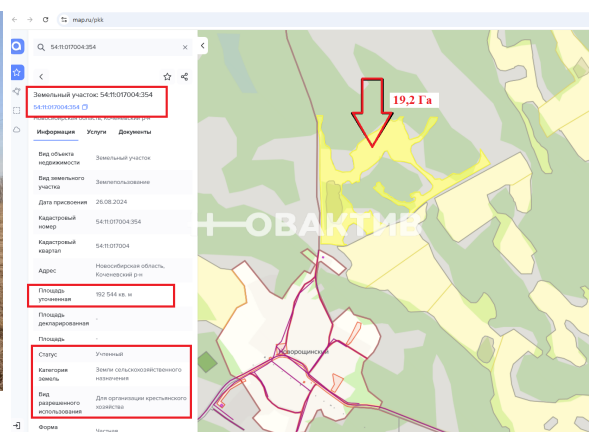 map.ru/pkk
54:11:017004:354
Земельный участок: 54:11:017004:354
54:11:017004:354
Новосибирская область, Коченевский р-н
Информация Услуги Документы
Вид объекта недвижимости Земельный участок
Вид земельного участка Землепользование
Дата присвоения 26.08.2024
Кадастровый номер 54:11:017004:354
Кадастровый квартал 54:11:017004
Адрес Новосибирская область, Коченевский р-н
Площадь уточненная 192 544 кв. м
Площадь декларированная -
Площадь -
Статус Учтенный
Категория земель Земли сельскохозяйственного назначения
Вид разрешенного использования Для организации крестьянского хозяйства
Форма Частная
19,2 Га
НОВАКТИВ
Новорощинский